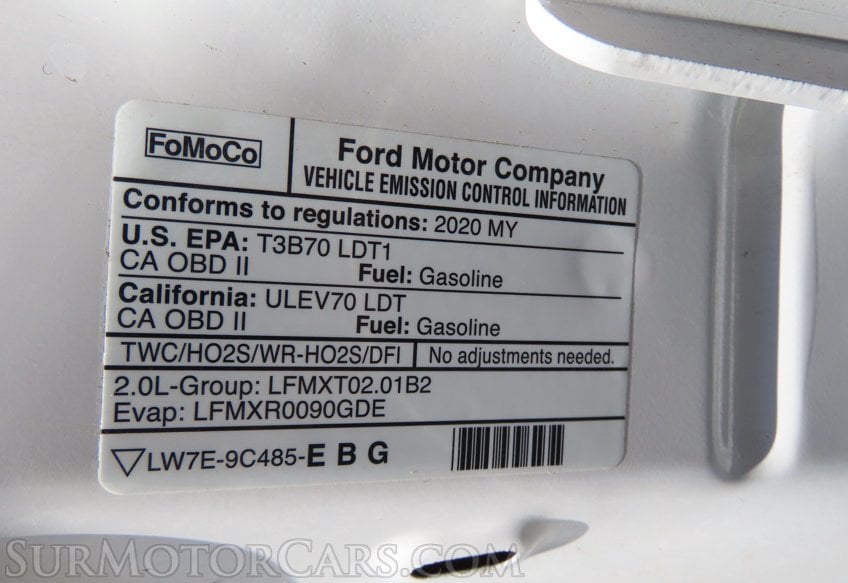 FoMoCo
Ford Motor Company
VEHICLE EMISSION CONTROL INFORMATION
Conforms to regulations: 2020 MY
U.S. EPA: T3B70 LDT1
CA OBD II Fuel: Gasoline
California: ULEV70 LDT
CA OBD II Fuel: Gasoline
TWC/HO2S/WR-HO2S/DFI No adjustments needed.
2.0L-Group: LFMXT02.01B2
Evap: LFMXR0090GDE
LW7E-9C485-E B G
SURMOTORCARS.COM